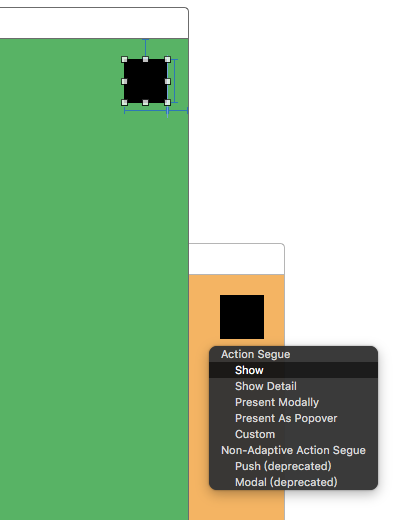 Action Segue
Show
Show Detail
Present Modally
Present As Popover
Custom
Non-Adaptive Action Segue
Push (deprecated)
Modal (deprecated)